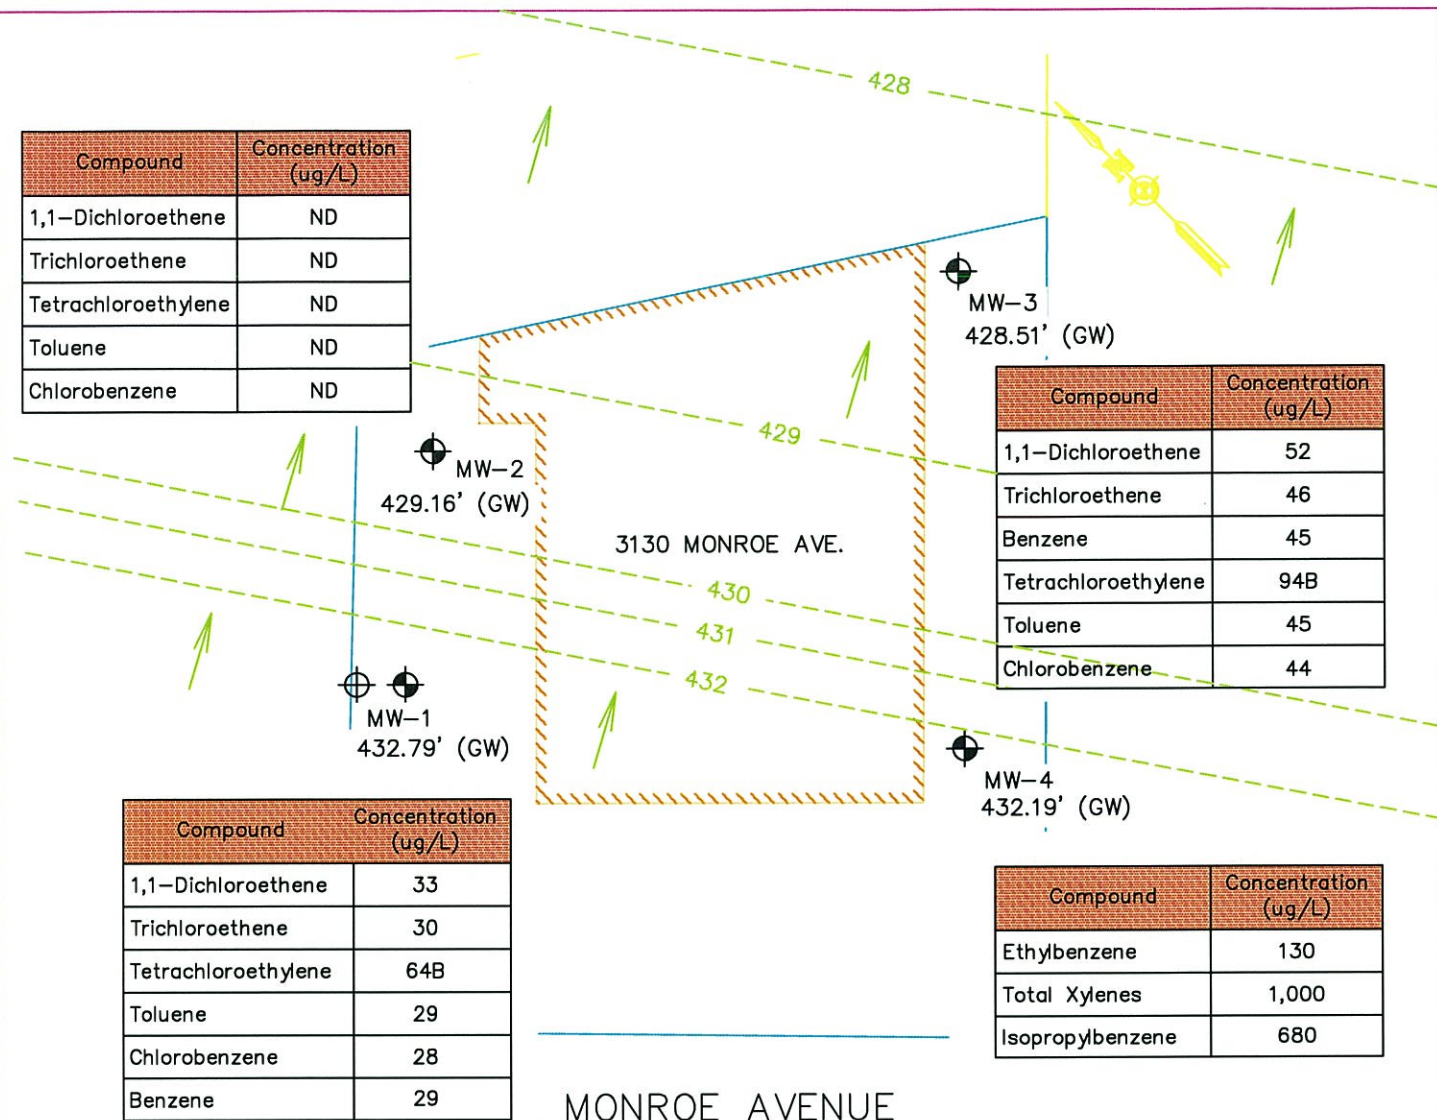 428
Compound Concentration (ug/L)
1,1-Dichloroethene ND
Trichloroethene ND
Tetrachloroethylene ND
Toluene ND
Chlorobenzene ND
MW-3
428.51' (GW)
429
MW-2
429.16' (GW)
Compound Concentration (ug/L)
1,1-Dichloroethene 52
Trichloroethene 46
Benzene 45
Tetrachloroethylene 94B
Toluene 45
Chlorobenzene 44
3130 MONROE AVE.
430
431
432
MW-1
432.79' (GW)
MW-4
432.19' (GW)
Compound Concentration (ug/L)
1,1-Dichloroethene 33
Trichloroethene 30
Tetrachloroethylene 64B
Toluene 29
Chlorobenzene 28
Benzene 29
Compound Concentration (ug/L)
Ethylbenzene 130
Total Xylenes 1,000
Isopropylbenzene 680
MONROE AVENUE